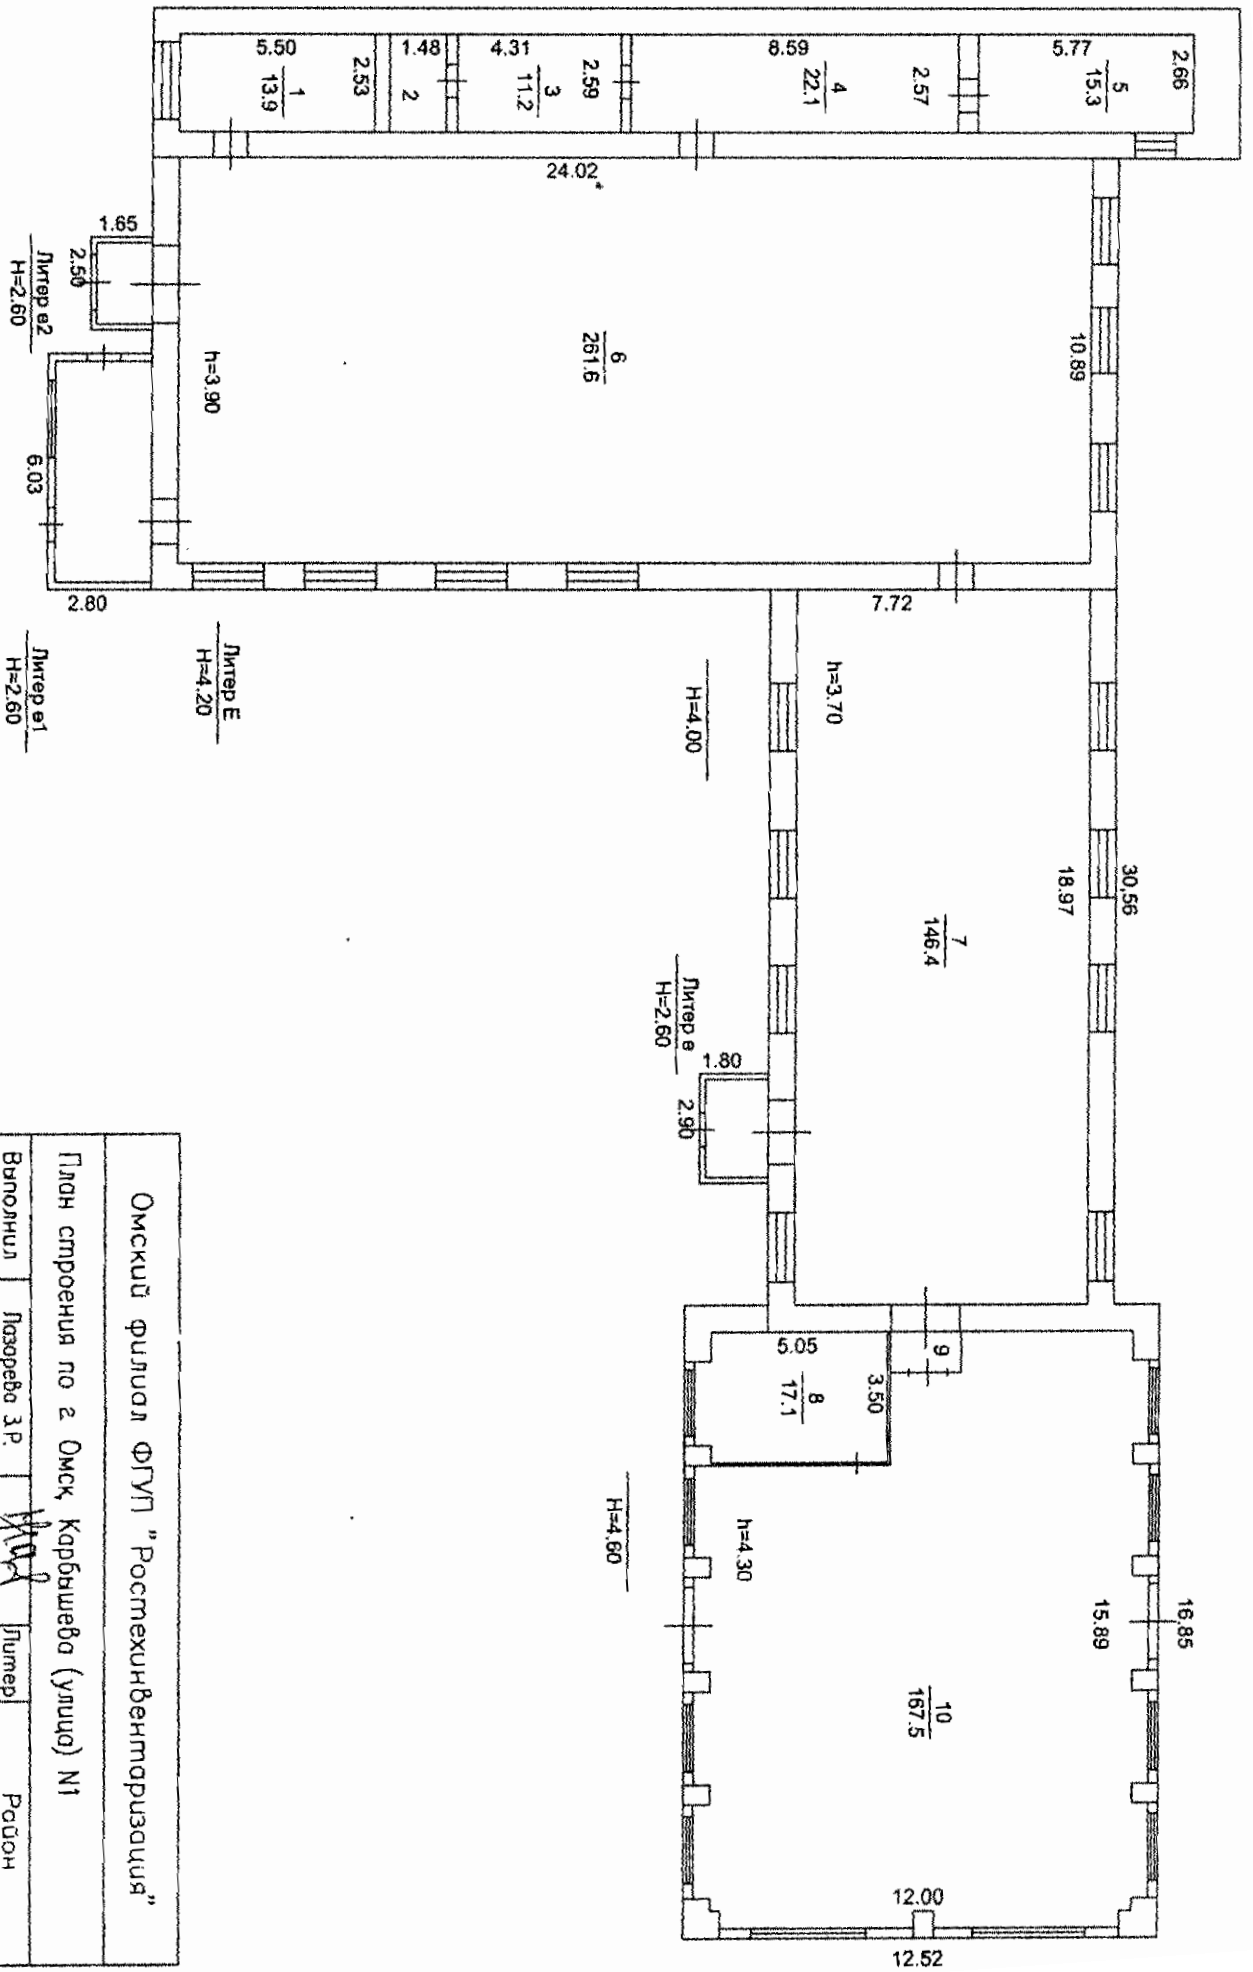 5.50
2.53
1
13.9
1.48
2
4.31
2.59
3
11.2
8.59
2.57
4
22.1
5.77
2.66
5
15.3
24.02
1.65
2.50
Литер е2
Н=2.60
h=3.90
6
261.6
10.89
6.03
2.80
Литер е1
Н=2.60
Литер Е
Н=4.20
7.72
h=3.70
Н=4.00
7
146.4
18.97
30,56
Литер е
Н=2.60
1.80
2.90
5.05
3.50
8
17.1
9
Н=4.60
h=4.30
10
167.5
15.89
16.85
12.00
12.52
Омский филиал ФГУП "Ростехинвентаризация"
План строения по г Омск, Карбышева (улица) N1
Выполнил Лазарева З.Р. Литер Район